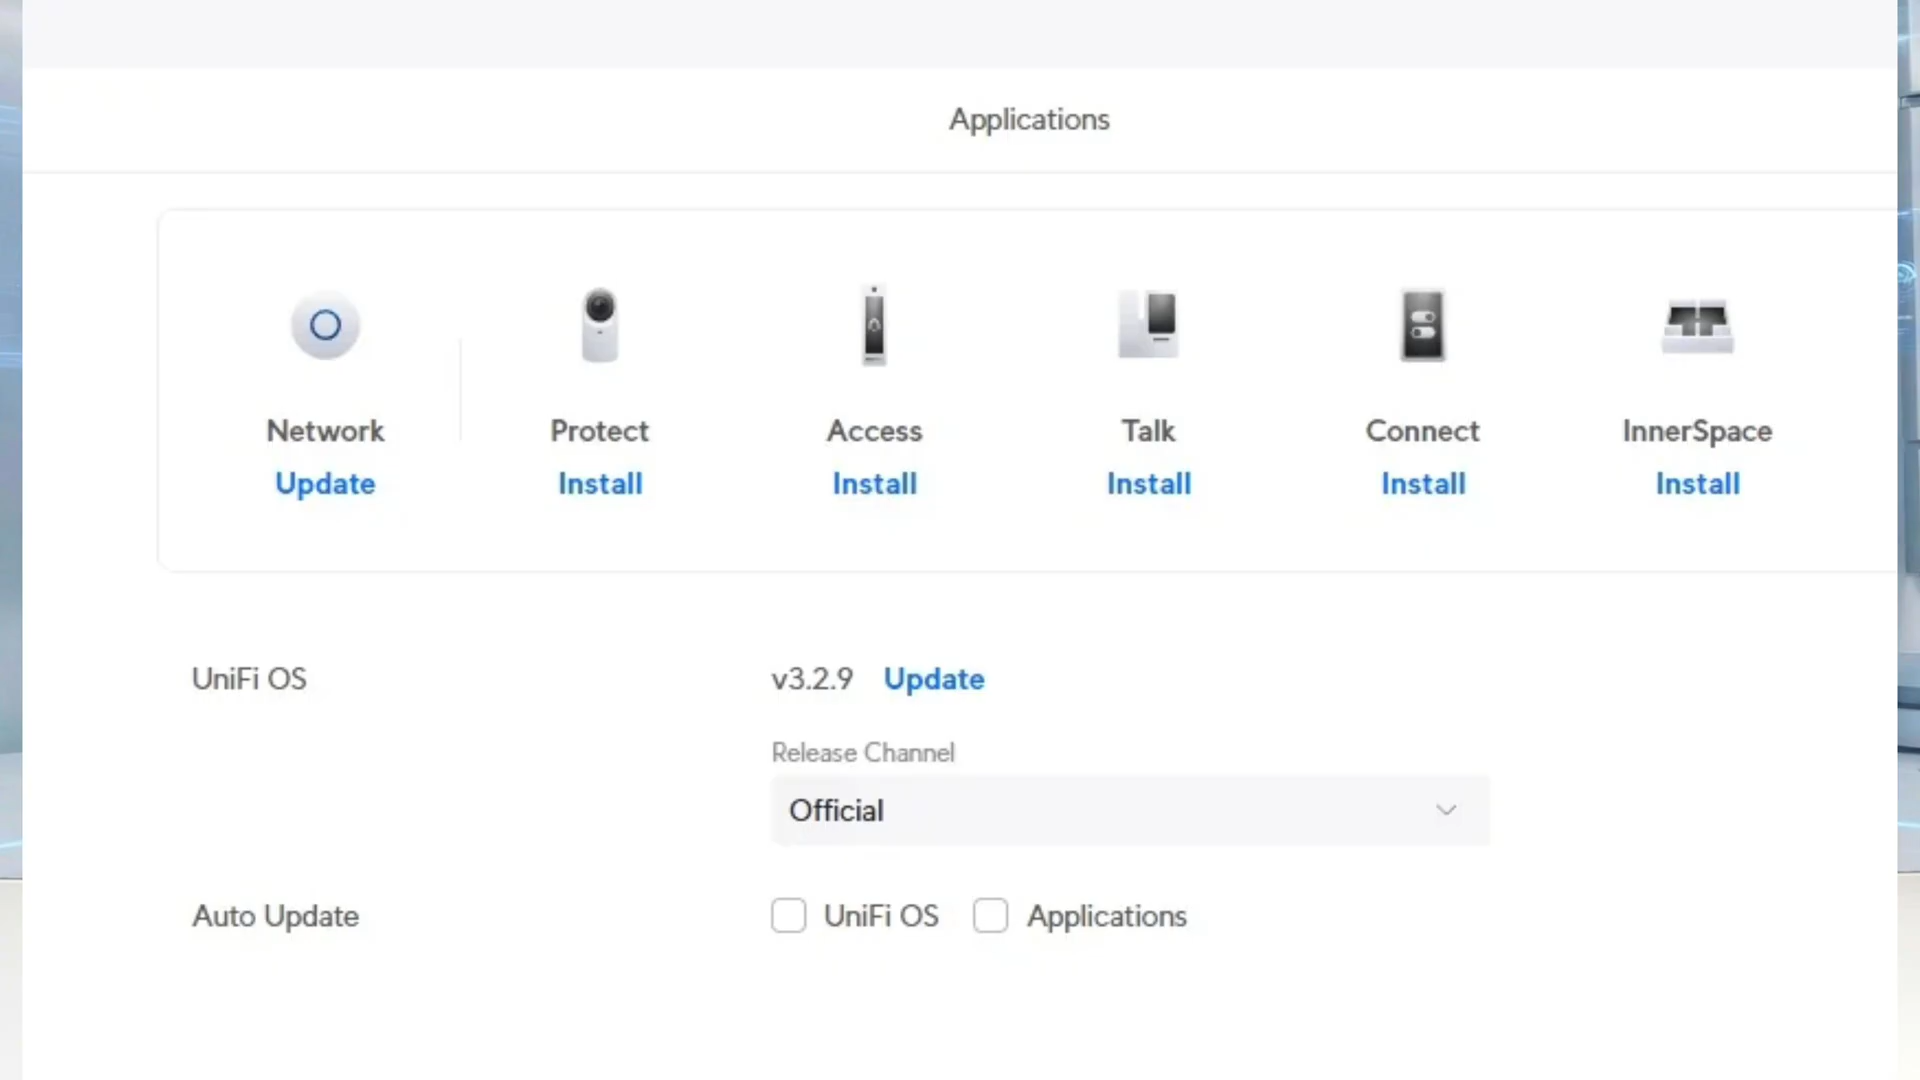 Applications
Network Protect Access Talk Connect InnerSpace
Update Install Install Install Install Install
UniFi OS v3.2.9 Update
Release Channel
Official
Auto Update UniFi OS Applications